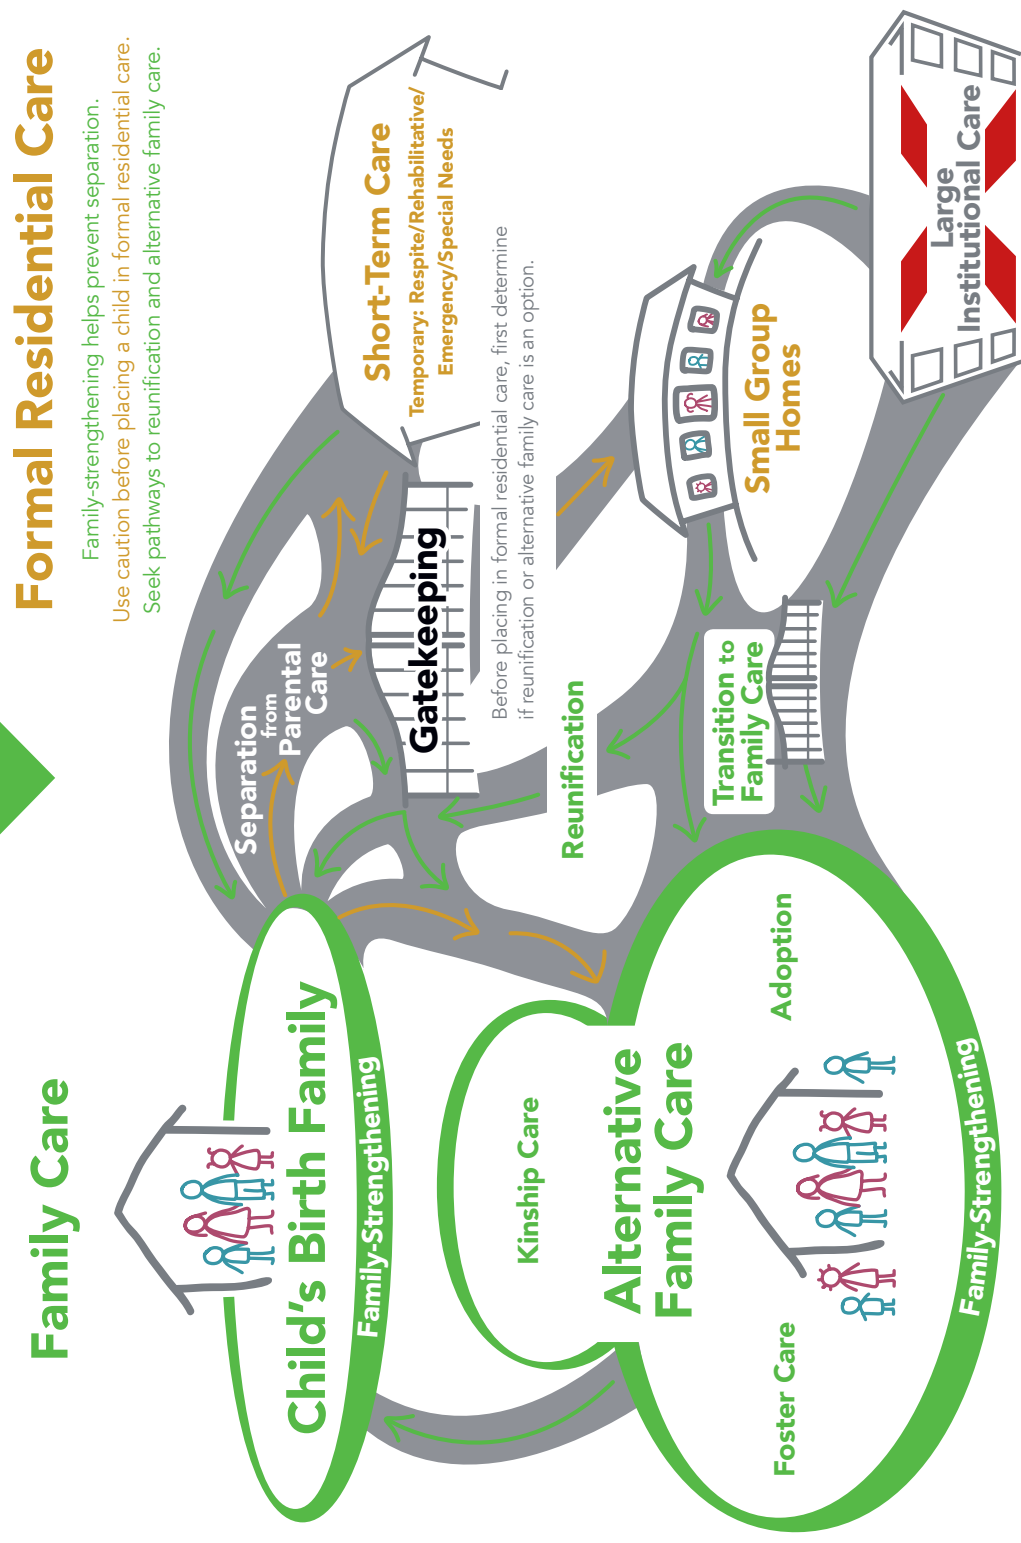 Family Care
Formal Residential Care
Family-strengthening helps prevent separation.
Use caution before placing a child in formal residential care.
Seek pathways to reunification and alternative family care.
Child's Birth Family
Family-Strengthening
Separation
from
Parental
Care
Short-Term Care
Temporary: Respite/Rehabilitative/
Emergency/Special Needs
Gatekeeping
Before placing in formal residential care, first determine
if reunification or alternative family care is an option.
Kinship Care
Reunification
Alternative
Family Care
Small Group
Homes
Transition to
Family Care
Foster Care
Adoption
Large
Institutional Care
Family-Strengthening